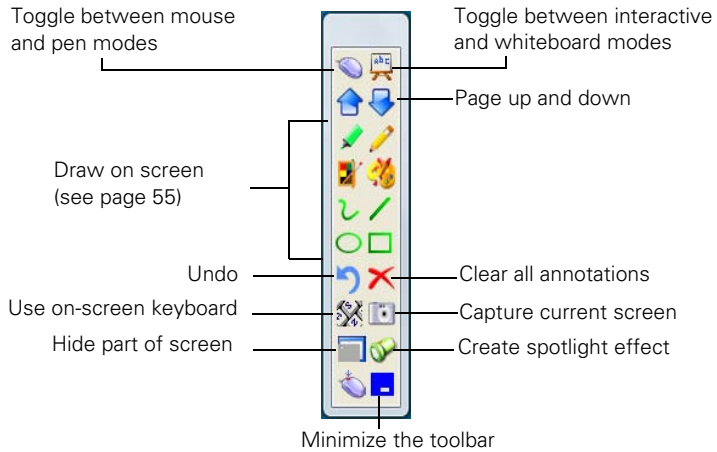 Toggle between mouse
and pen modes
Toggle between interactive
and whiteboard modes
Page up and down
Draw on screen
(see page 55)
Undo
Clear all annotations
Use on-screen keyboard
Capture current screen
Hide part of screen
Create spotlight effect
Minimize the toolbar